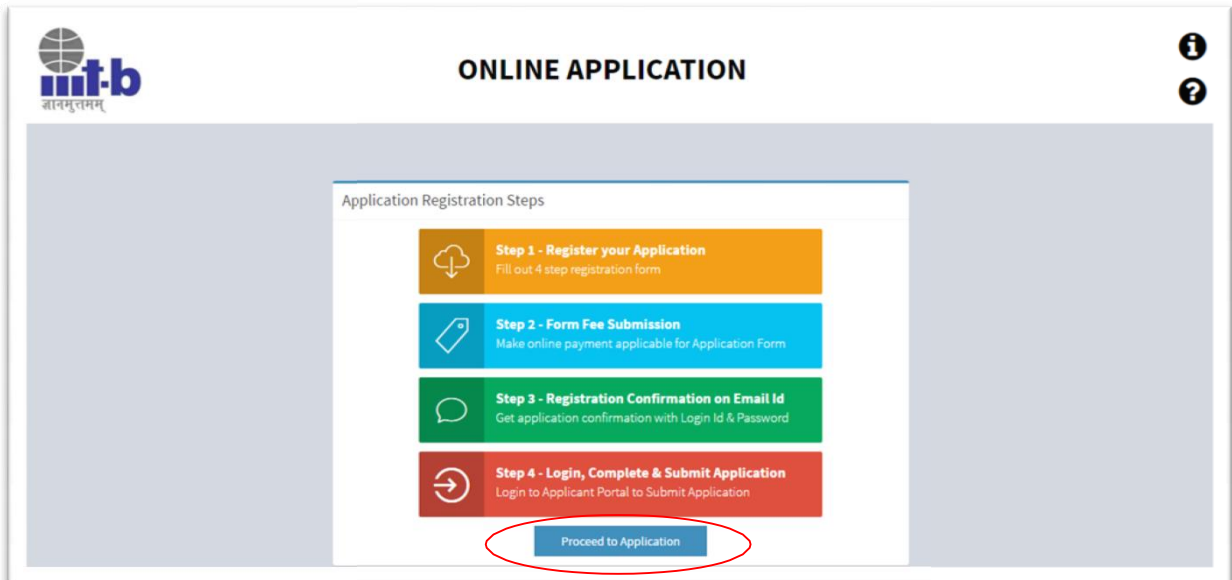 iiit-b
ज्ञानमुत्तमम्
ONLINE APPLICATION
Application Registration Steps
Step 1 - Register your Application
Fill out 4 step registration form
Step 2 - Form Fee Submission
Make online payment applicable for Application Form
Step 3 - Registration Confirmation on Email Id
Get application confirmation with Login Id & Password
Step 4 - Login, Complete & Submit Application
Login to Applicant Portal to Submit Application
Proceed to Application